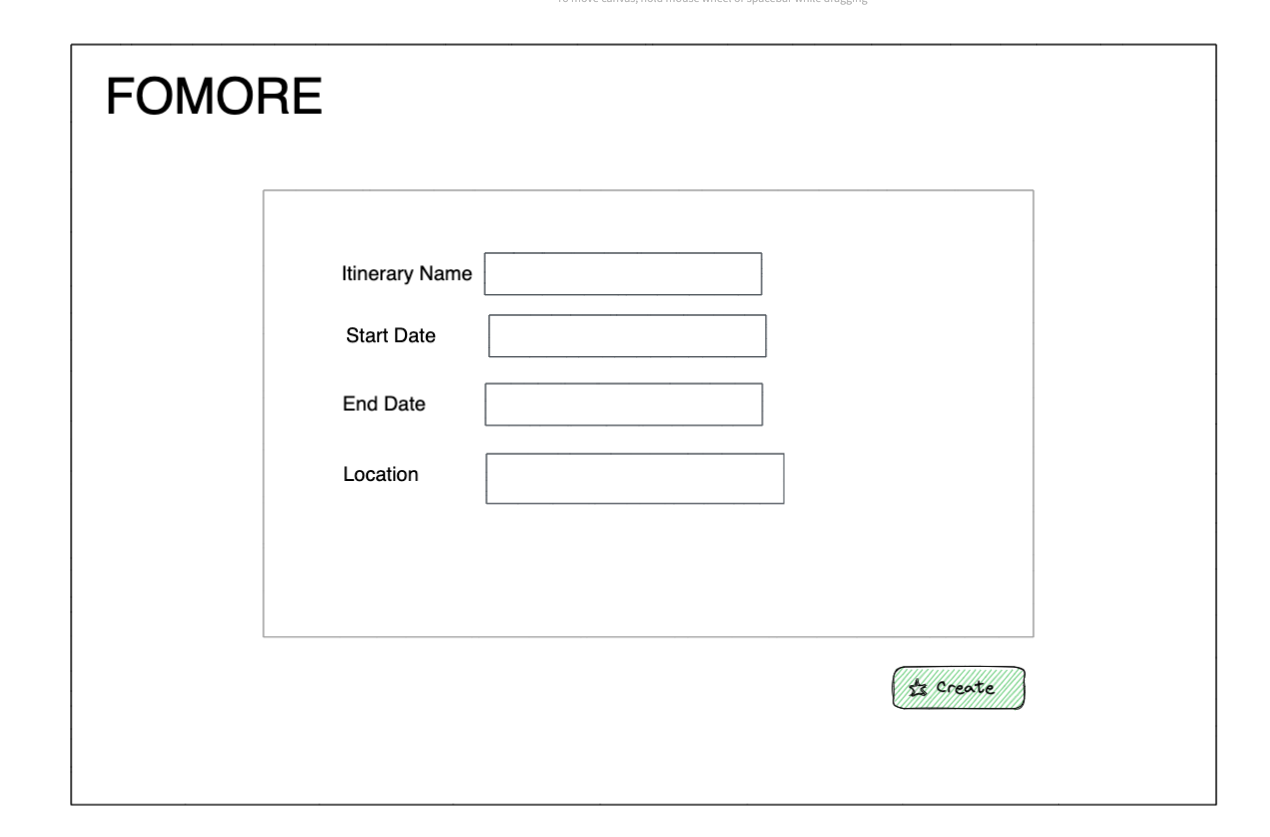 To move canvas, hold mouse wheel or spacebar while dragging
FOMORE
Itinerary Name
Start Date
End Date
Location
Create